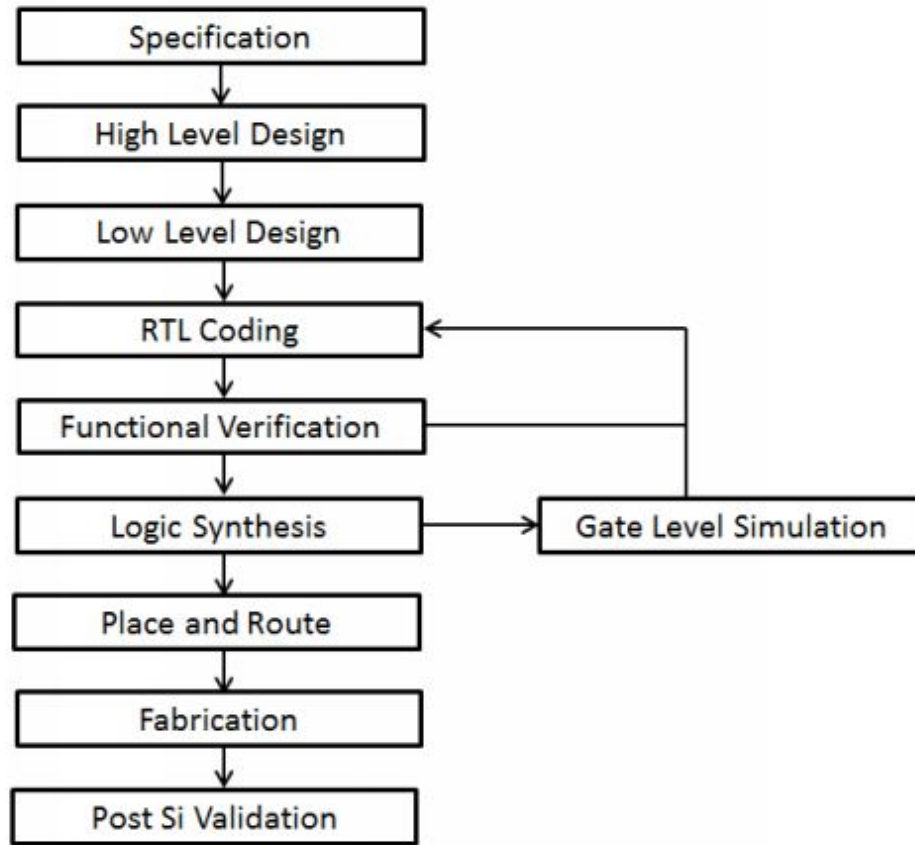 Specification
High Level Design
Low Level Design
RTL Coding
Functional Verification
Logic Synthesis
Gate Level Simulation
Place and Route
Fabrication
Post Si Validation